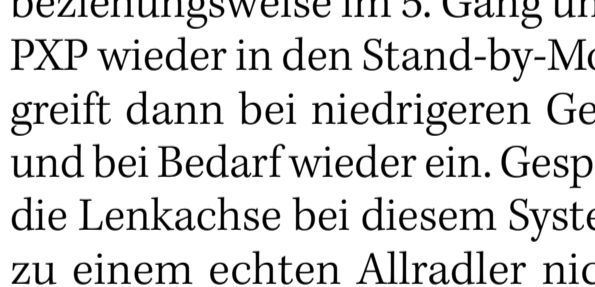 beziehungsweise im 5. Gang un
PXP wieder in den Stand-by-Mo
greift dann bei niedrigeren Ge
und bei Bedarf wieder ein. Gesp
die Lenkachse bei diesem Syste
zu einem echten Allradler nic